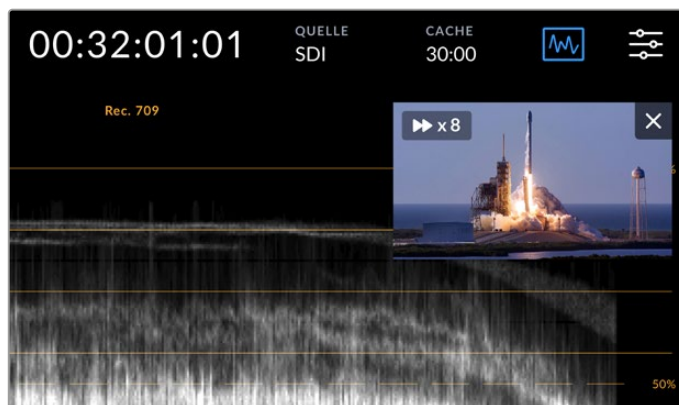 00:32:01:01
QUELLE
SDI
CACHE
30:00
Rec. 709
x 8
%
50%